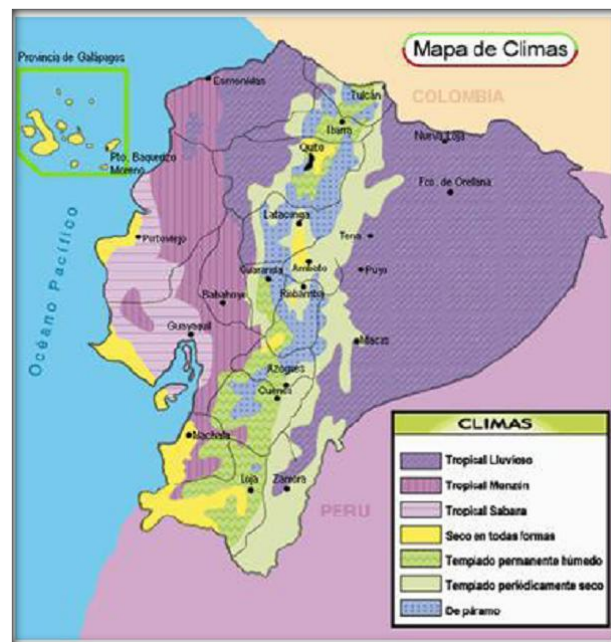 Mapa de Climas
Provincia de Galápagos
Pto. Baquerizo
Moreno
Océano Pacífico
COLOMBIA
PERU
Esmeraldas
Tulcán
Ibarra
Quito
Nueva Loja
Fco. de Orellana
Latacunga
Tena
Portoviejo
Ambato
Puyo
Guaranda
Riobamba
Babahoyo
Guayaquil
Macas
Azogues
Cuenca
Machala
Loja
Zamora
CLIMAS
Tropical Lluvioso
Tropical Monzón
Tropical Sabana
Seco en todas formas
Templado permanente húmedo
Templado periódicamente seco
De páramo